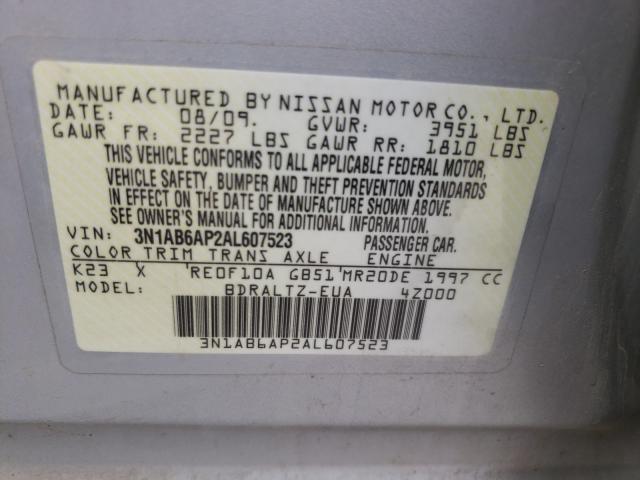 MANUFACTURED BY NISSAN MOTOR CO., LTD.
DATE: 08/09. GVWR: 3951 LBS
GAWR FR: 2227 LBS GAWR RR: 1810 LBS
THIS VEHICLE CONFORMS TO ALL APPLICABLE FEDERAL MOTOR,
VEHICLE SAFETY, BUMPER AND THEFT PREVENTION STANDARDS
IN EFFECT ON THE DATE OF MANUFACTURE SHOWN ABOVE.
SEE OWNER'S MANUAL FOR ADDITIONAL INFORMATION.
VIN: 3N1AB6AP2AL607523 PASSENGER CAR.
COLOR TRIM TRANS AXLE ENGINE
K23 X RE0F10A GB51 MR20DE 1997 CC
MODEL: BDRALTZ-EUA 4Z000
3N1AB6AP2AL607523